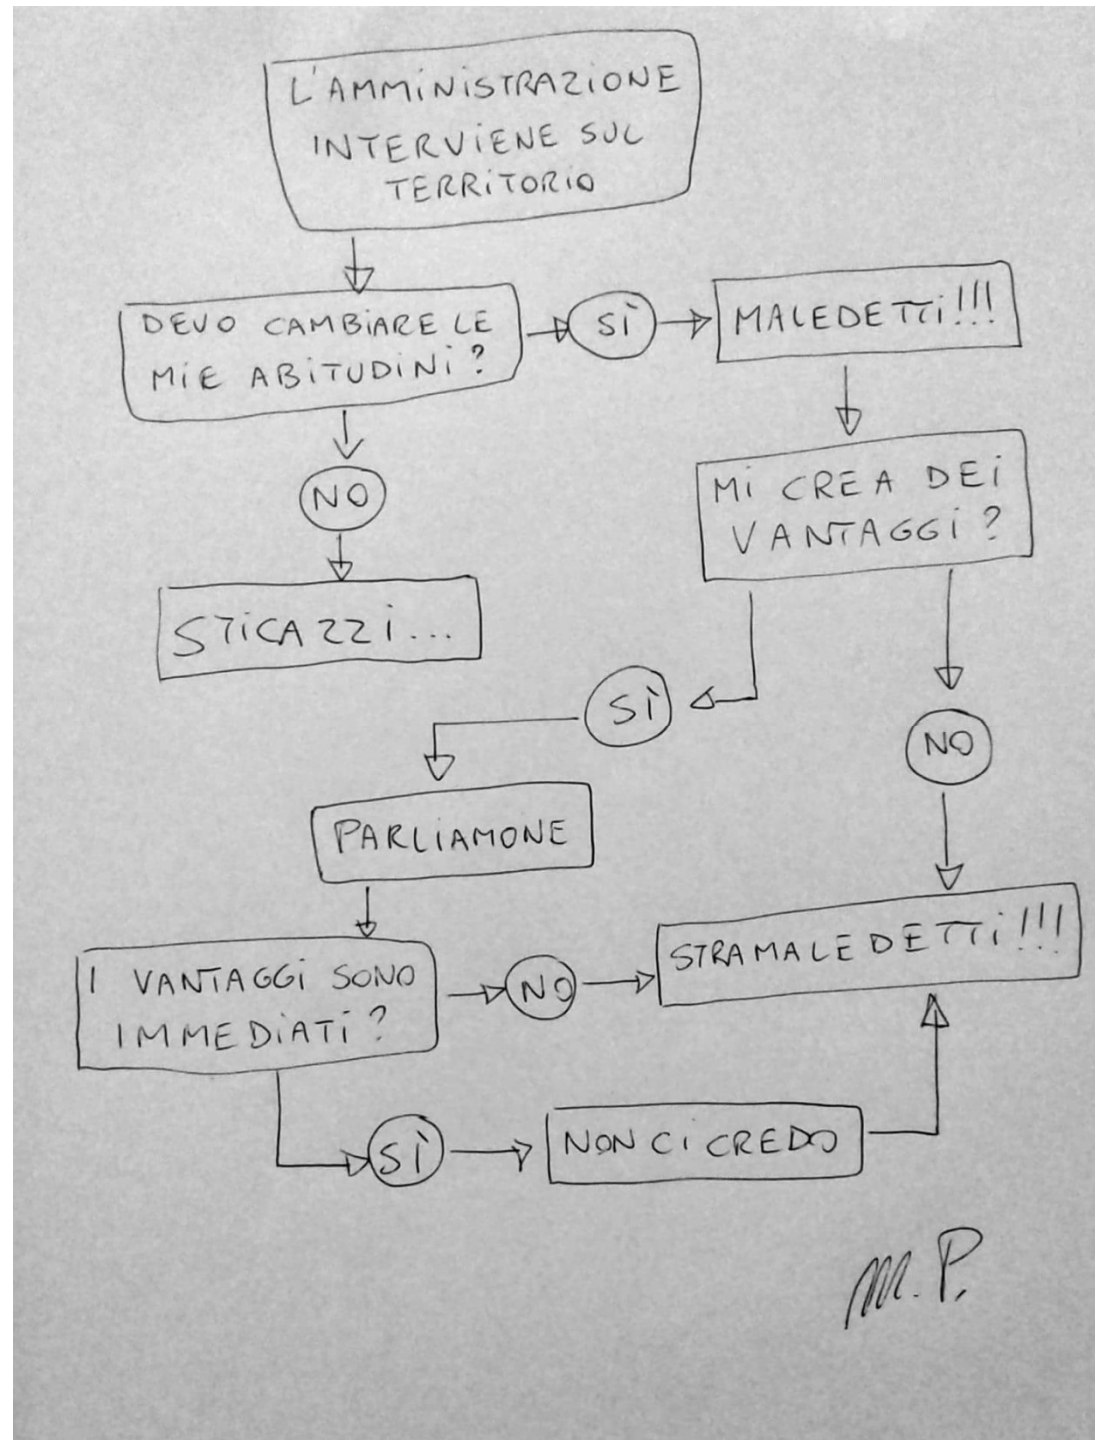 L'AMMINISTRAZIONE
INTERVIENE SUL
TERRITORIO
DEVO CAMBIARE LE
MIE ABITUDINI?
SÌ
MALEDETTI!!!
NO
STICAZZI...
MI CREA DEI
VANTAGGI?
SÌ
NO
PARLIAMONE
I VANTAGGI SONO
IMMEDIATI?
NO
STRAMALEDETTI!!!
SÌ
NON CI CREDO
M.P.